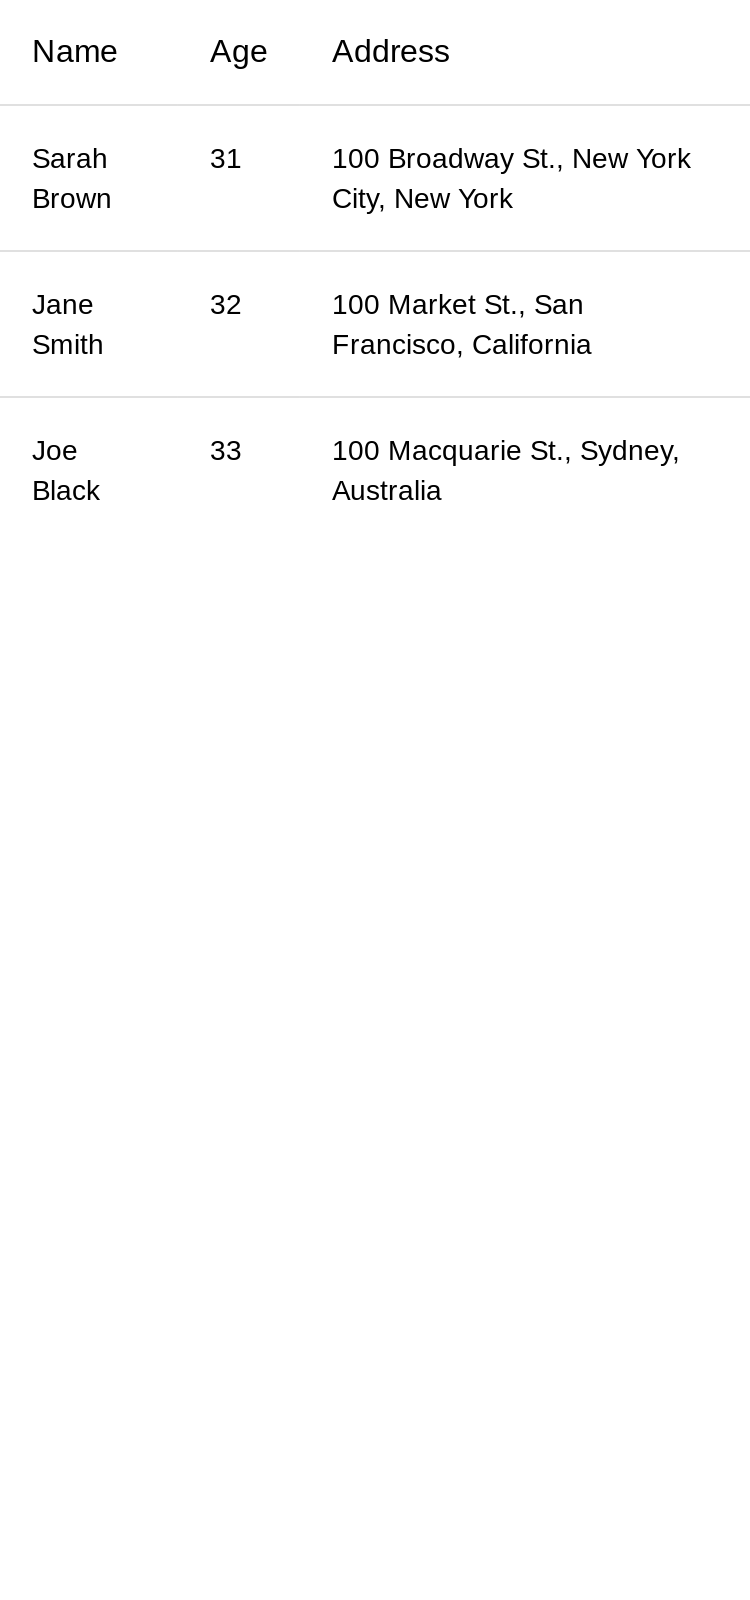 Name Age Address
Sarah 31 100 Broadway St., New York
Brown City, New York
Jane 32 100 Market St., San
Smith Francisco, California
Joe 33 100 Macquarie St., Sydney,
Black Australia